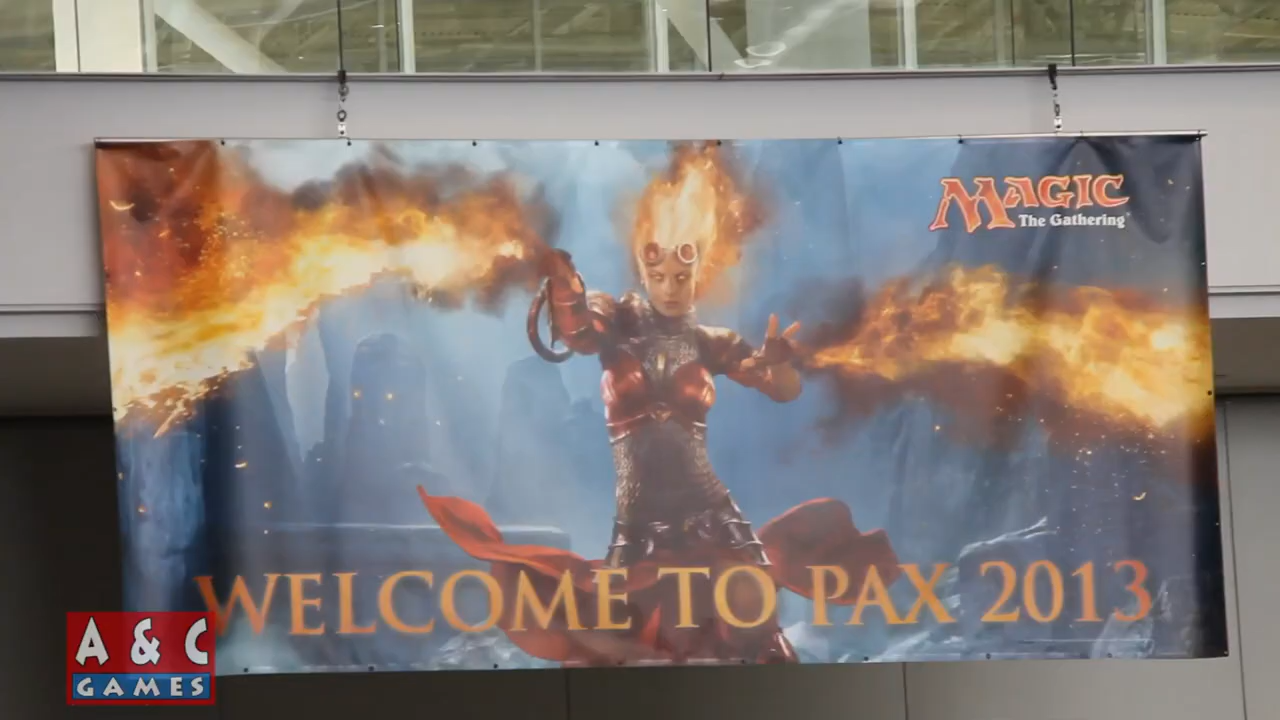 MAGIC
The Gathering
WELCOME TO PAX 2013
A & C
GAMES